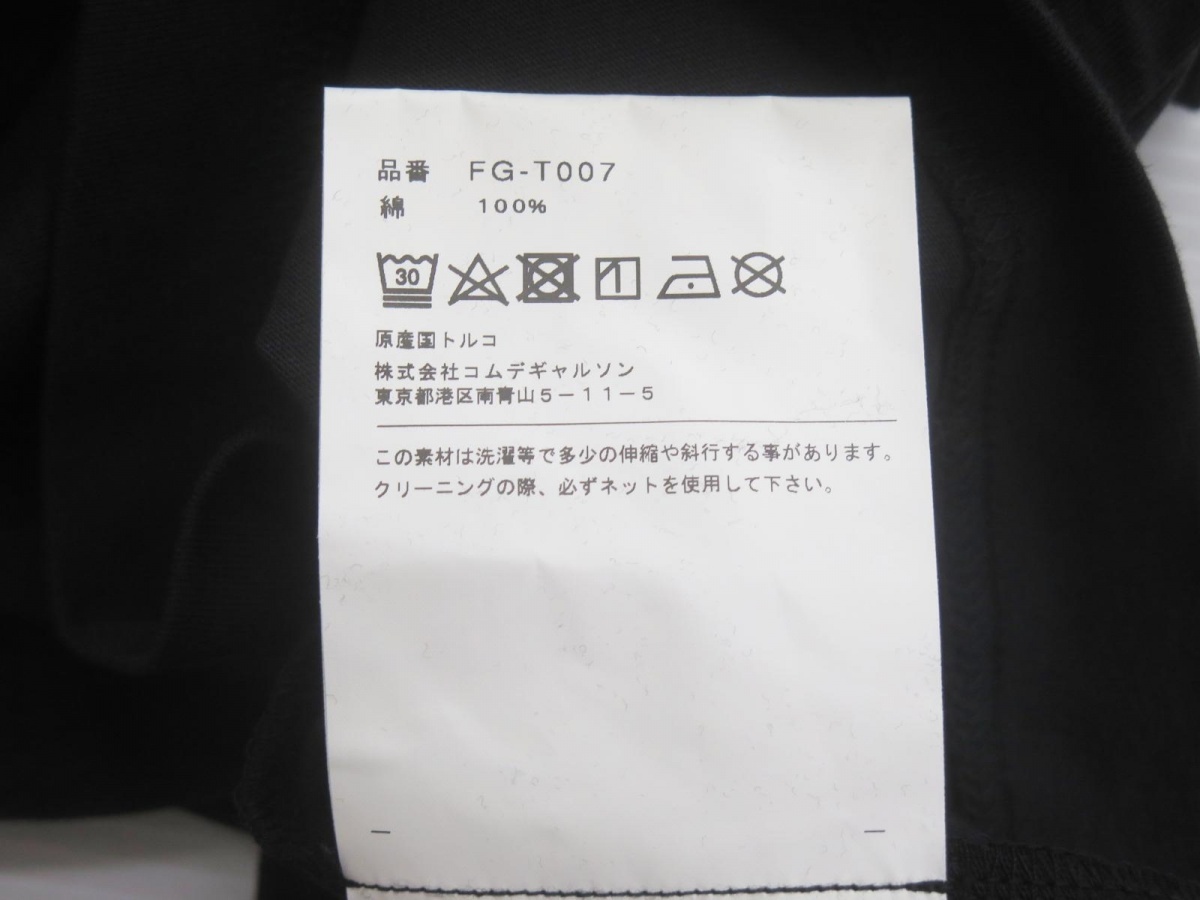 品番 FG-T007
綿 100%
30
原産国トルコ
株式会社コムデギャルソン
東京都港区南青山5-11-5
この素材は洗濯等で多少の伸縮や斜行する事があります。
クリーニングの際、必ずネットを使用して下さい。